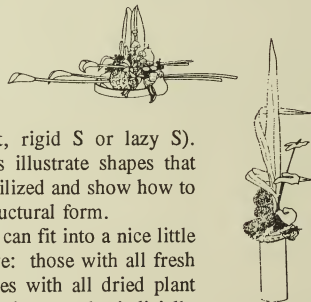 , rigid S or lazy S).
illustrate shapes that
ilized and show how to
uctural form.
can fit into a nice little
e: those with all fresh
es with all dried plant